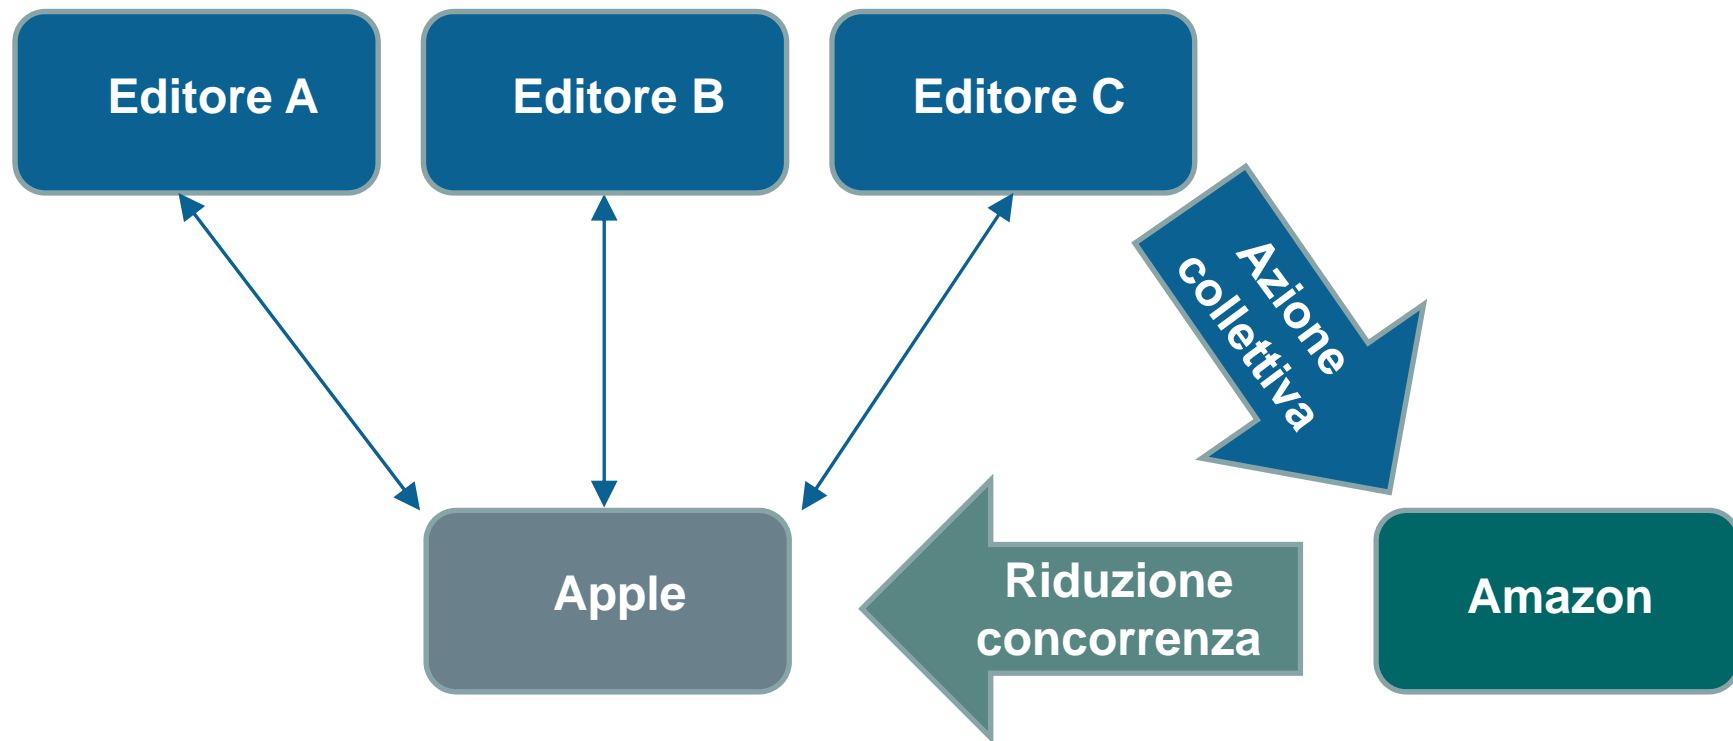 Editore A
Editore B
Editore C
Azione
collettiva
Riduzione
concorrenza
Apple
Amazon